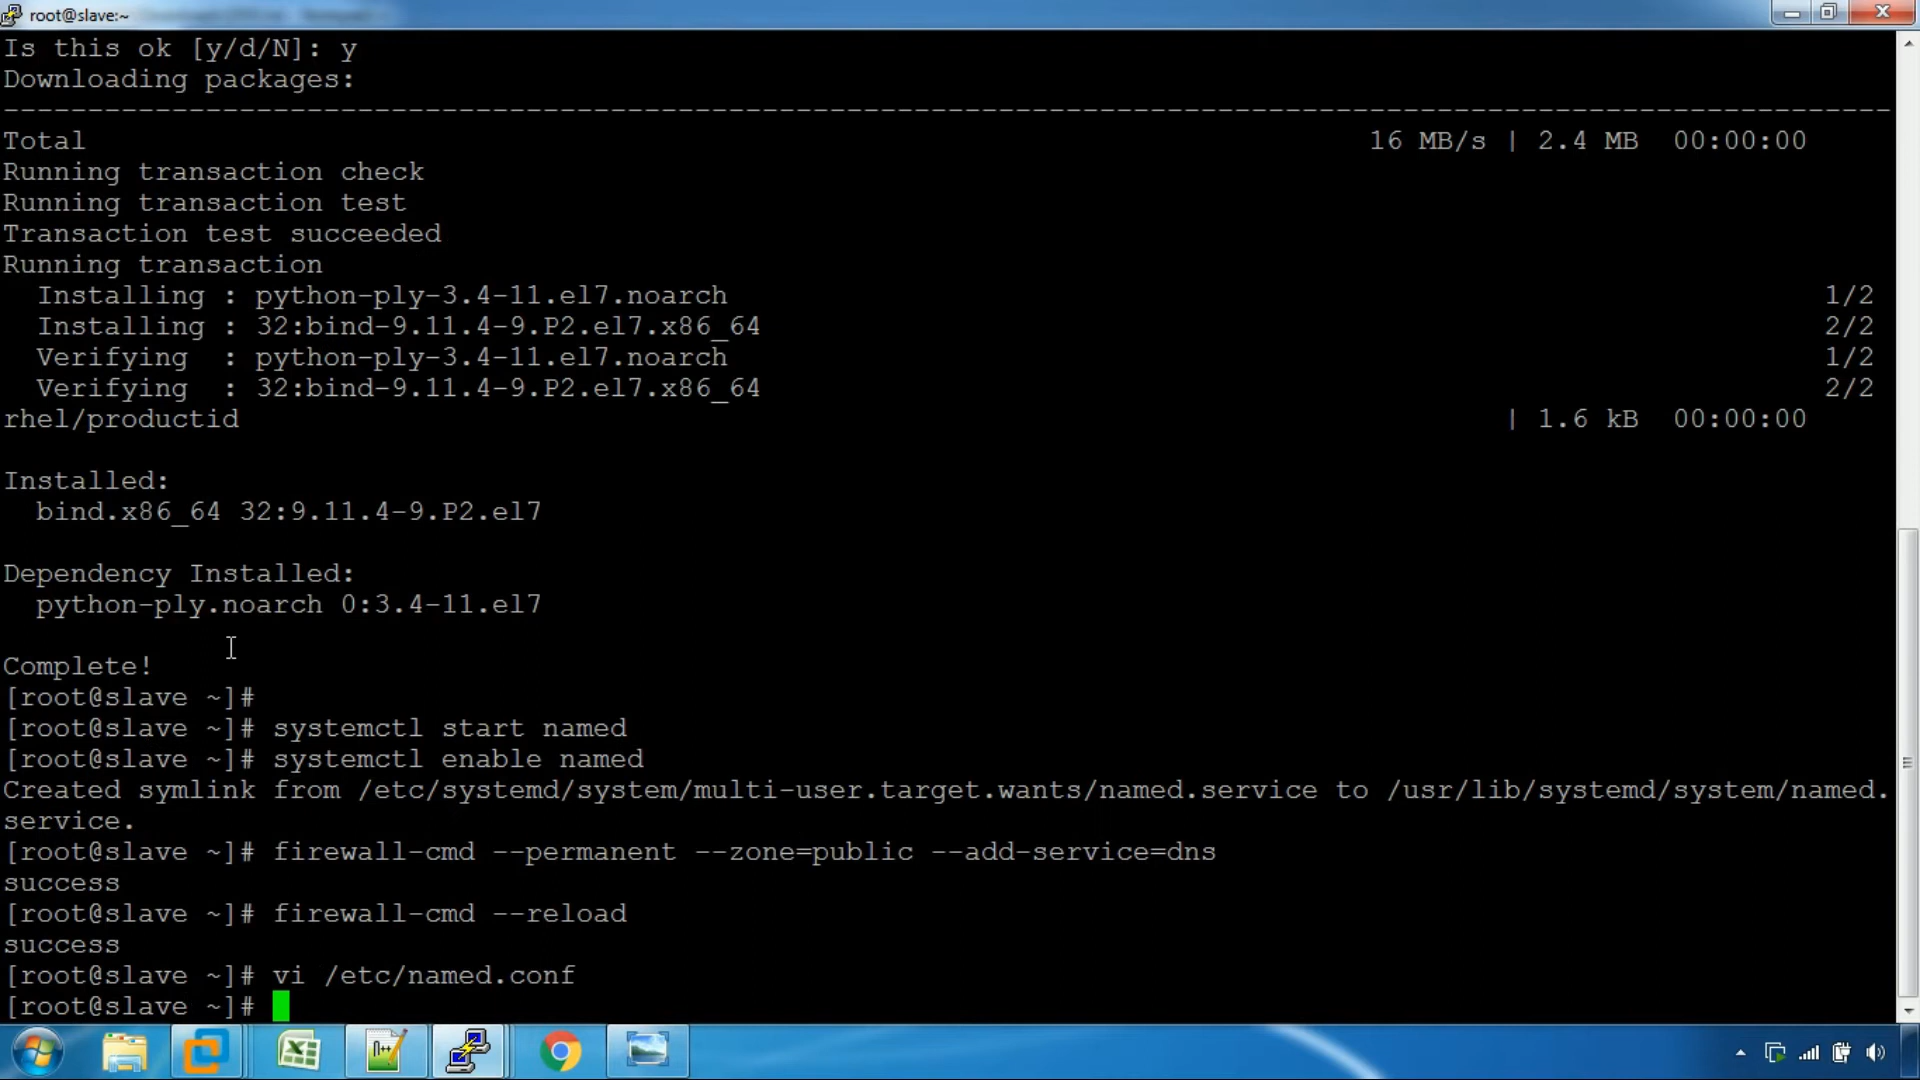 root@slave:~
Is this ok [y/d/N]: y
Downloading packages:
--------------------------------------------------------------------------------------------------------------
Total                                                                            16 MB/s | 2.4 MB  00:00:00
Running transaction check
Running transaction test
Transaction test succeeded
Running transaction
  Installing : python-ply-3.4-11.el7.noarch                                                                 1/2
  Installing : 32:bind-9.11.4-9.P2.el7.x86_64                                                               2/2
  Verifying  : python-ply-3.4-11.el7.noarch                                                                 1/2
  Verifying  : 32:bind-9.11.4-9.P2.el7.x86_64                                                               2/2
rhel/productid                                                                           | 1.6 kB  00:00:00
Installed:
  bind.x86_64 32:9.11.4-9.P2.el7
Dependency Installed:
  python-ply.noarch 0:3.4-11.el7
Complete!
[root@slave ~]#
[root@slave ~]# systemctl start named
[root@slave ~]# systemctl enable named
Created symlink from /etc/systemd/system/multi-user.target.wants/named.service to /usr/lib/systemd/system/named.
service.
[root@slave ~]# firewall-cmd --permanent --zone=public --add-service=dns
success
[root@slave ~]# firewall-cmd --reload
success
[root@slave ~]# vi /etc/named.conf
[root@slave ~]#